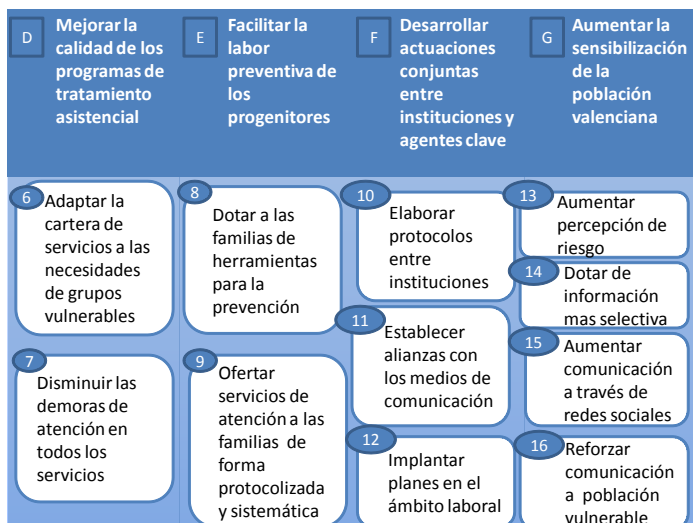 D
Mejorar la
calidad de los
programas de
tratamiento
asistencial
E
Facilitar la
labor
preventiva de
los
progenitores
F
Desarrollar
actuaciones
conjuntas
entre
instituciones y
agentes clave
G
Aumentar la
sensibilización
de la
población
valenciana
6
Adaptar la
cartera de
servicios a las
necesidades
de grupos
vulnerables
7
Disminuir las
demoras de
atención en
todos los
servicios
8
Dotar a las
familias de
herramientas
para la
prevención
9
Ofertar
servicios de
atención a las
familias de
forma
protocolizada
y sistemática
10
Elaborar
protocolos
entre
instituciones
11
Establecer
alianzas con
los medios de
comunicación
12
Implantar
planes en el
ámbito laboral
13
Aumentar
percepción de
riesgo
14
Dotar de
información
mas selectiva
15
Aumentar
comunicación
a través de
redes sociales
16
Reforzar
comunicación
a población
vulnerable